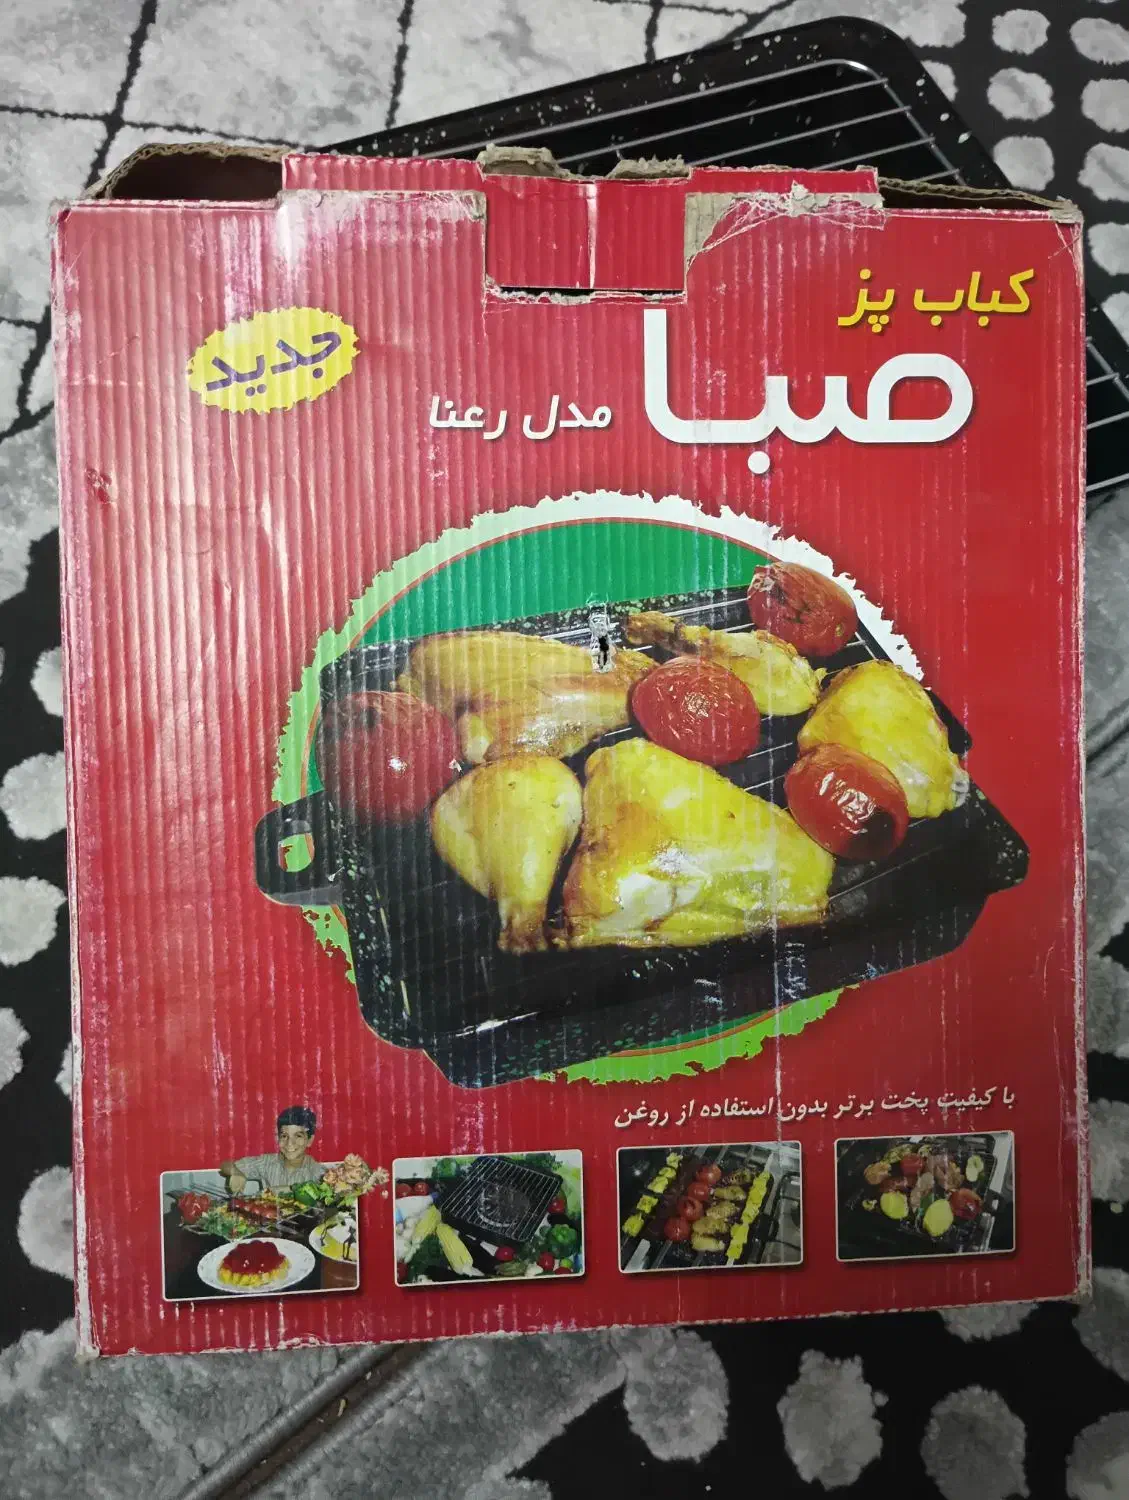 کباب پز
صبا
مدل رعنا
جدید
با کیفیت پخت برتر بدون استفاده از روغن